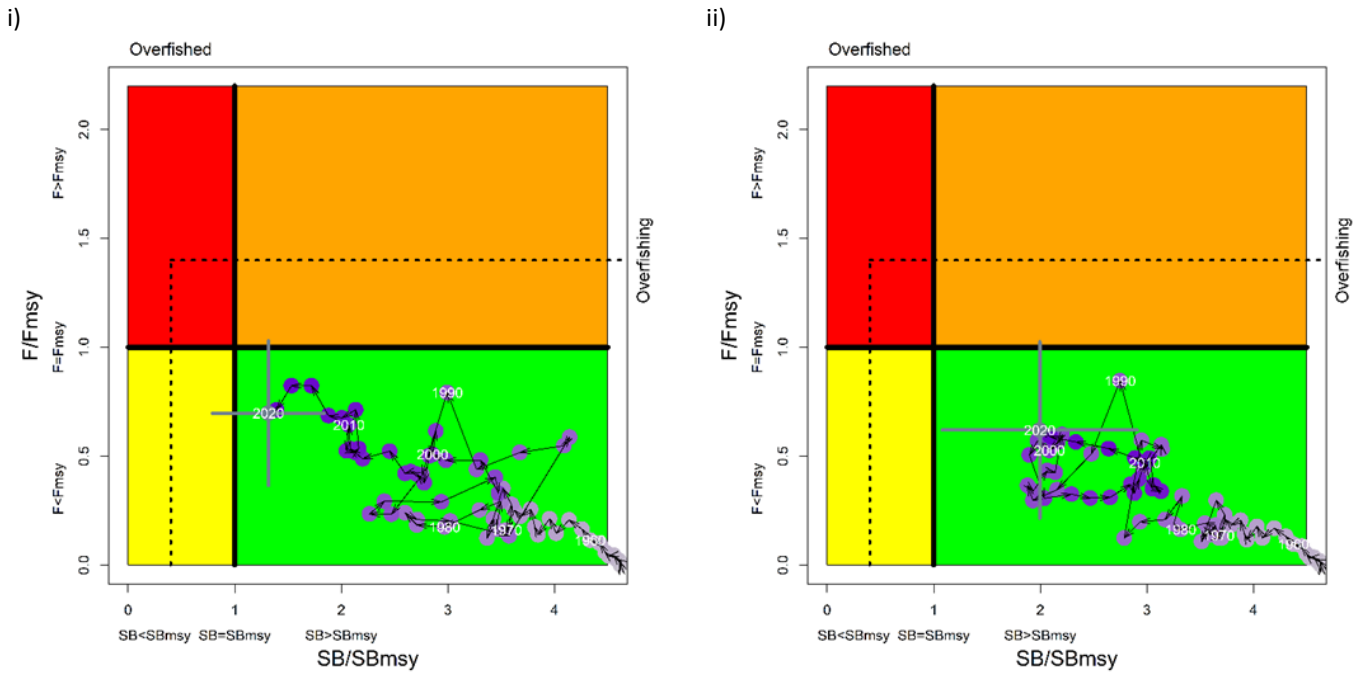 i)
Overfished
2.0
1.5
1.0
0.5
0.0
F>Fmsy
F=Fmsy
F<Fmsy
F/Fmsy
Overfishing
1990
2020
2010
2000
1980
1970
1960
0 1 2 3 4
SB<SBmsy SB=SBmsy SB>SBmsy
SB/SBmsy
ii)
Overfished
2.0
1.5
1.0
0.5
0.0
F>Fmsy
F=Fmsy
F<Fmsy
F/Fmsy
Overfishing
1990
2020
2000
2010
1980
1970
1960
0 1 2 3 4
SB<SBmsy SB=SBmsy SB>SBmsy
SB/SBmsy